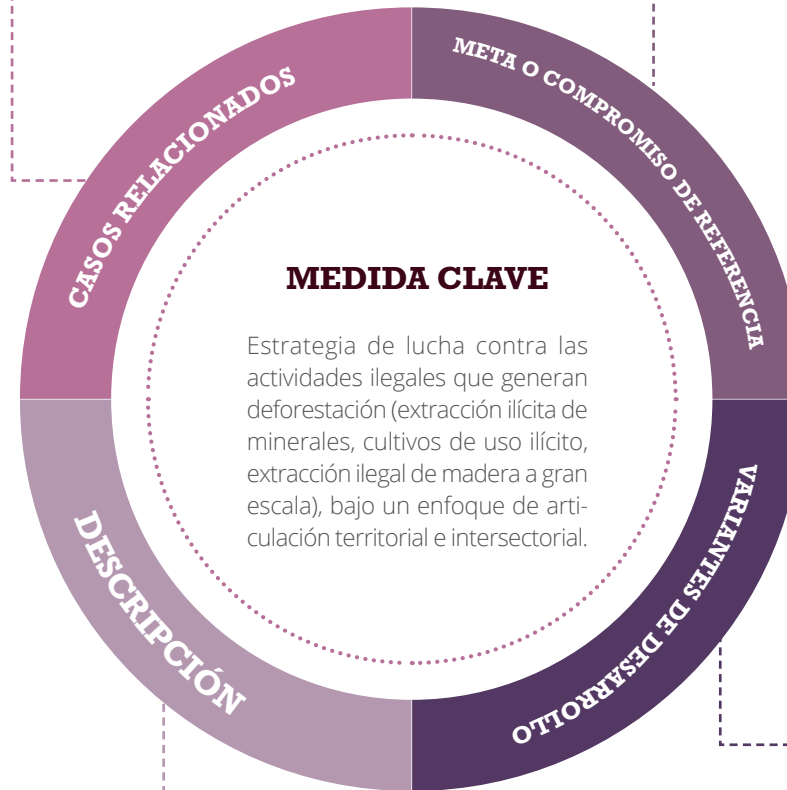 CASOS RELACIONADOS
META O COMPROMISO DE REFERENCIA
MEDIDA CLAVE
Estrategia de lucha contra las
actividades ilegales que generan
deforestación (extracción ilícita de
minerales, cultivos de uso ilícito,
extracción ilegal de madera a gran
escala), bajo un enfoque de arti-
culación territorial e intersectorial.
DESCRIPCIÓN
VARIANTES DE DESARROLLO